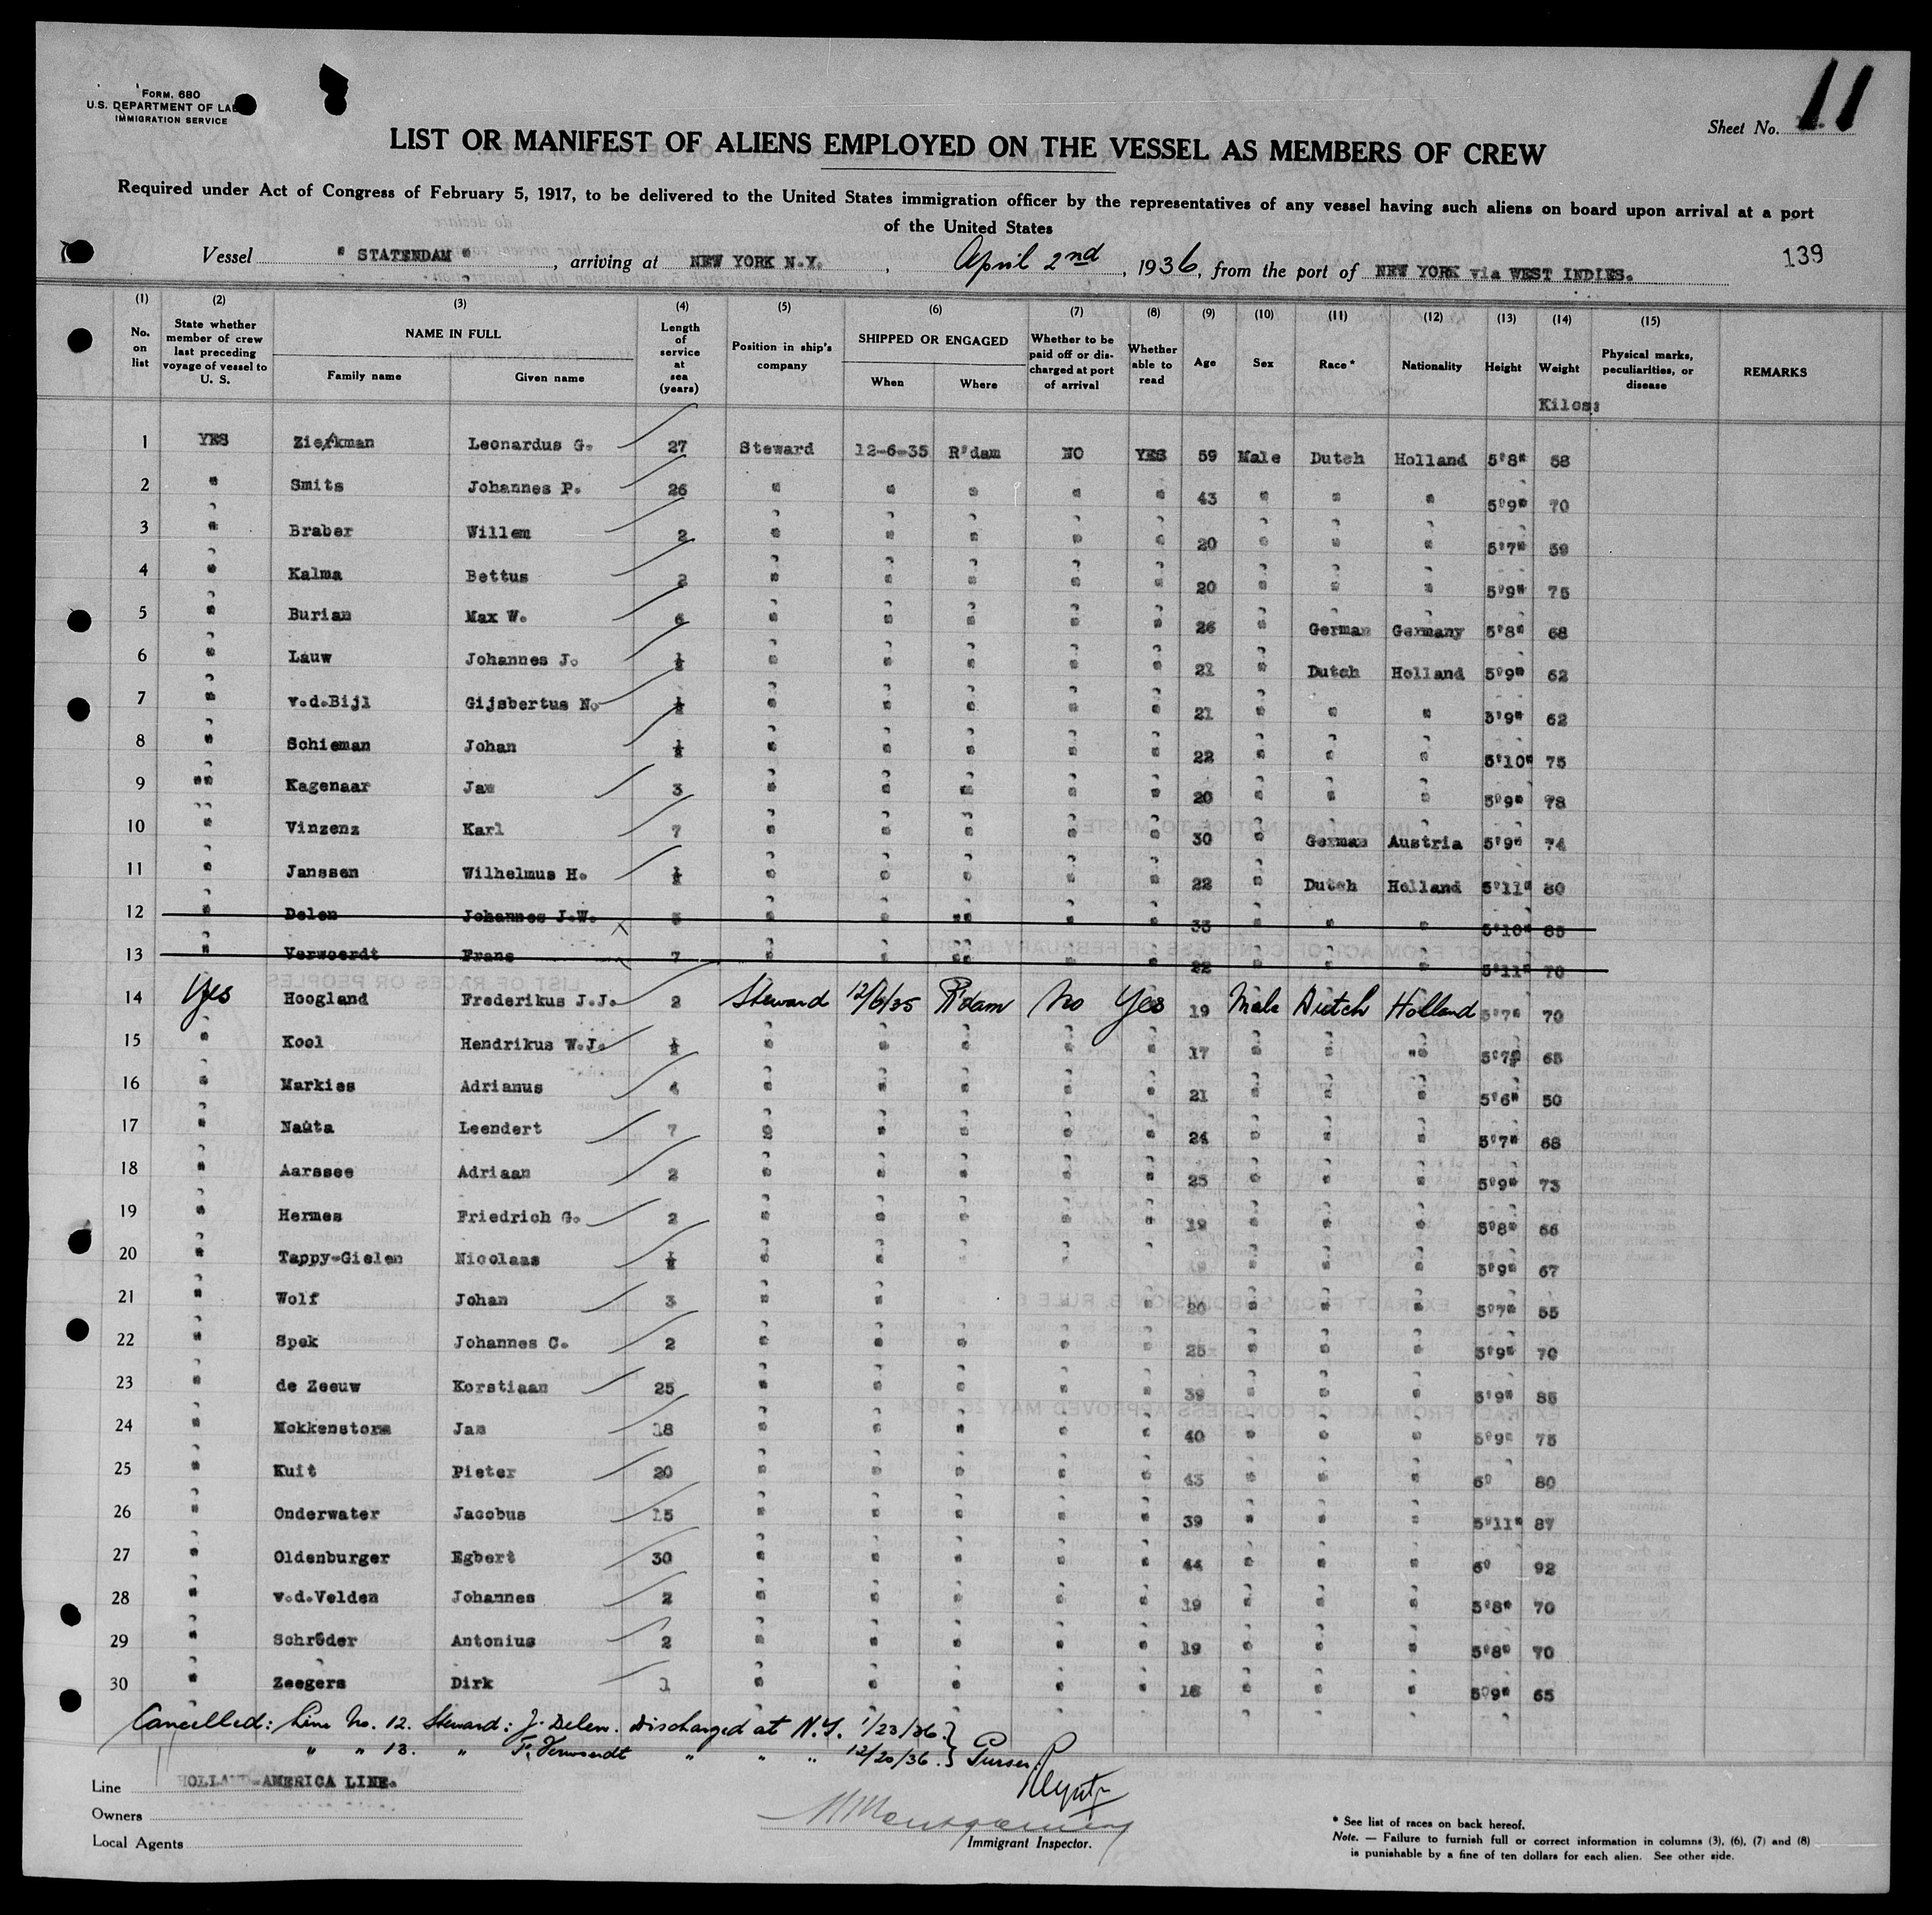 FORM. 680
U.S. DEPARTMENT OF LA
IMMIGRATION SERVICE
Sheet No. 11
LIST OR MANIFEST OF ALIENS EMPLOYED ON THE VESSEL AS MEMBERS OF CREW
Required under Act of Congress of February 5, 1917, to be delivered to the United States immigration officer by the representatives of any vessel having such aliens on board upon arrival at a port
of the United States
139
Vessel " STATENDAM " , arriving at NEW YORK N.Y. , April 2nd , 1936, from the port of NEW YORK via WEST INDIES.
(1) (2) (3) (4) (5) (6) (7) (8) (9) (10) (11) (12) (13) (14) (15)
No. on list State whether member of crew last preceding voyage of vessel to U. S. NAME IN FULL Family name Given name Length of service at sea (years) Position in ship's company SHIPPED OR ENGAGED When Where Whether to be paid off or discharged at port of arrival Whether able to read Age Sex Race* Nationality Height Weight Physical marks, peculiarities, or disease REMARKS
Kilos:
1 YES Zierkman Leonardus G. 27 Steward 12-6-35 R'dam NO YES 59 Male Dutch Holland 5'8" 58
2 " Smits Johannes P. 26 " " " " " 43 " " " 5'9" 70
3 " Braber Willem 2 " " " " " 20 " " " 5'7" 59
4 " Kalma Bettus 2 " " " " " 20 " " " 5'9" 75
5 " Burian Max W. 6 " " " " " 26 " German Germany 5'8" 68
6 " Lauw Johannes J. ½ " " " " " 21 " Dutch Holland 5'9" 62
7 " v.d.Bijl Gijsbertus N. ½ " " " " " 21 " " " 5'9" 62
8 " Schieman Johan ½ " " " " " 22 " " " 5'10" 75
9 "" Kagenaar Jan 3 " " " " " 20 " " " 5'9" 78
10 " Vinzenz Karl 7 " " " " " 30 " German Austria 5'9" 74
11 " Janssen Wilhelmus H. ½ " " " " " 22 " Dutch Holland 5'11" 80
12 " Delen Johannes J.W. " " " " " 35 " " " 5'10" 85
13 " Verwoerdt Frans 7 " " " " " 22 " " " 5'11" 70
14 Yes Hoogland Frederikus J.J. 2 Steward 12/6/35 R'dam No Yes 19 Male Dutch Holland 5'7" 70
15 " Kool Hendrikus W.J. ½ " " " " " 17 " " "" 5'7" 65
16 " Markies Adrianus 4 " " " " " 21 " " " 5'6" 50
17 " Nauta Leendert 7 " " " " " 24 " " " 5'7" 68
18 " Aarssee Adriaan 2 " " " " " 25 " " " 5'9" 73
19 " Hermes Friedrich G. 2 " " " " " 19 " " " 5'8" 66
20 " Tappy-Gielen Nicolaas ½ " " " " " 19 " " " 5'9" 67
21 " Wolf Johan 3 " " " " 20 " " " 5'7" 55
22 " Spek Johannes C. 2 " " " " " 25 " " " 5'9" 70
23 " de Zeeuw Korstiaan 25 " " " " " 39 " " " 5'9" 85
24 " Mokkenstorm Jan 18 " " " " " 40 " " " 5'9" 75
25 " Kuit Pieter 20 " " " " " 43 " " " 6' 80
26 " Onderwater Jacobus 15 " " " " " 39 " " " 5'11" 87
27 " Oldenburger Egbert 30 " " " " " 44 " " " 6' 92
28 " v.d.Velden Johannes 2 " " " " " 19 " " " 5'8" 70
29 " Schröder Antonius 2 " " " " " 19 " " " 5'8" 70
30 " Zeegers Dirk 1 " " " " " 18 " " " 5'9" 65
Cancelled: Line No. 12. Steward: J. Delen. Discharged at N.Y. 1/23/36.
" " 13. " F. Verwoerdt " " " 12/20/36. } Purser
Line HOLLAND-AMERICA LINE.
Owners
Local Agents
Montgomery
Immigrant Inspector.
* See list of races on back hereof.
Note. — Failure to furnish full or correct information in columns (3), (6), (7) and (8)
is punishable by a fine of ten dollars for each alien. See other side.